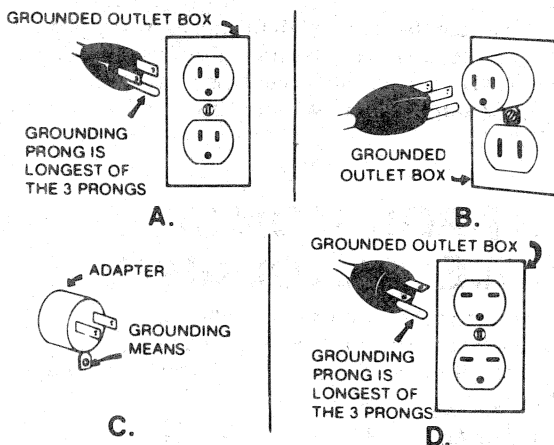 GROUNDED OUTLET BOX
GROUNDING
PRONG IS
LONGEST OF
THE 3 PRONGS
A.
GROUNDED
OUTLET BOX
B.
ADAPTER
GROUNDING
MEANS
C.
GROUNDED OUTLET BOX
GROUNDING
PRONG IS
LONGEST OF
THE 3 PRONGS
D.